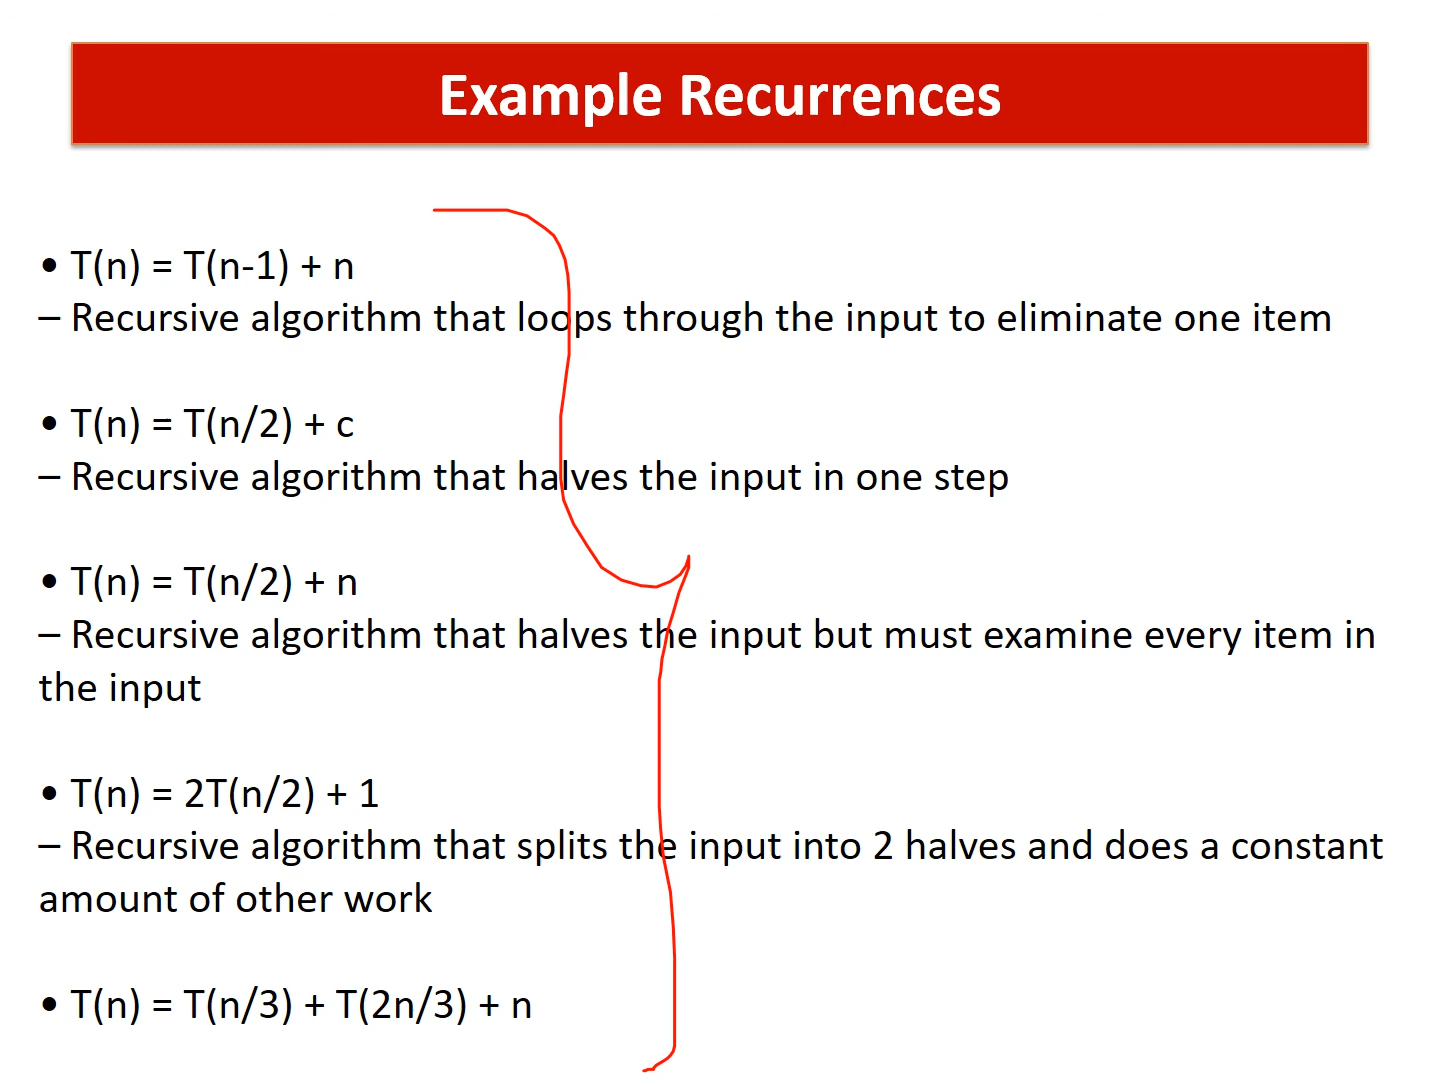 Example Recurrences
• T(n) = T(n-1) + n
– Recursive algorithm that loops through the input to eliminate one item
• T(n) = T(n/2) + c
– Recursive algorithm that halves the input in one step
• T(n) = T(n/2) + n
– Recursive algorithm that halves the input but must examine every item in
the input
• T(n) = 2T(n/2) + 1
– Recursive algorithm that splits the input into 2 halves and does a constant
amount of other work
• T(n) = T(n/3) + T(2n/3) + n